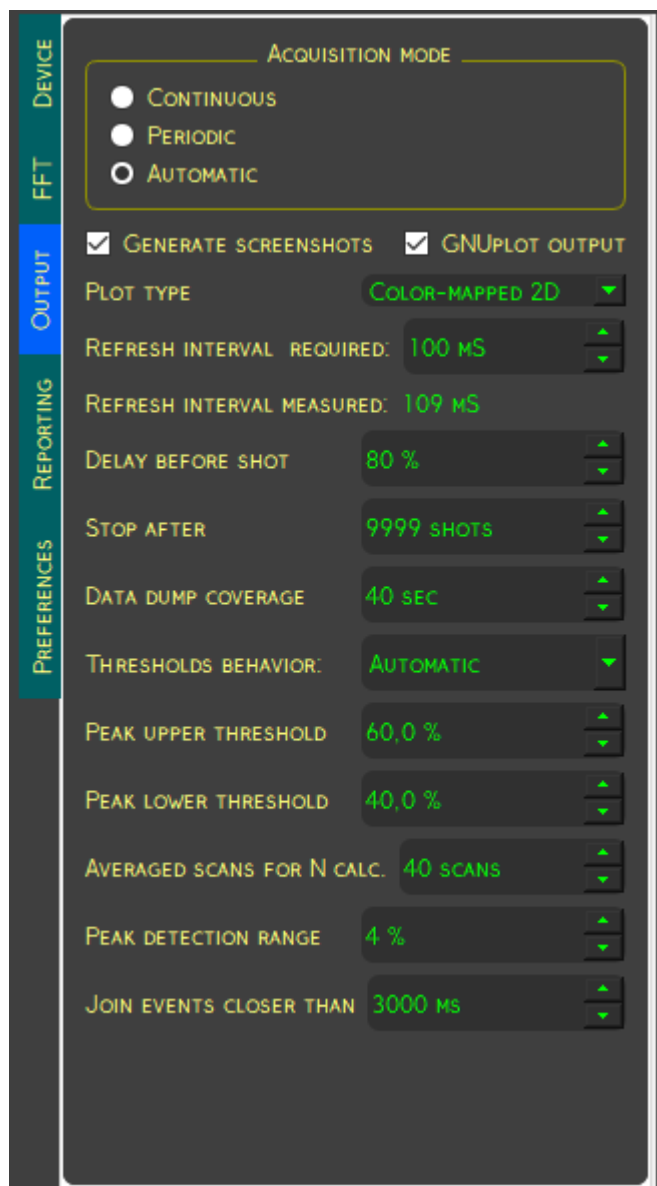 Device
FFT
Output
Reporting
Preferences
Acquisition mode
Continuous
Periodic
Automatic
Generate screenshots GNUplot output
Plot type Color-mapped 2D
Refresh interval required: 100 mS
Refresh interval measured: 109 mS
Delay before shot 80 %
Stop after 9999 shots
Data dump coverage 40 sec
Thresholds behavior: Automatic
Peak upper threshold 60,0 %
Peak lower threshold 40,0 %
Averaged scans for N calc. 40 scans
Peak detection range 4 %
Join events closer than 3000 ms